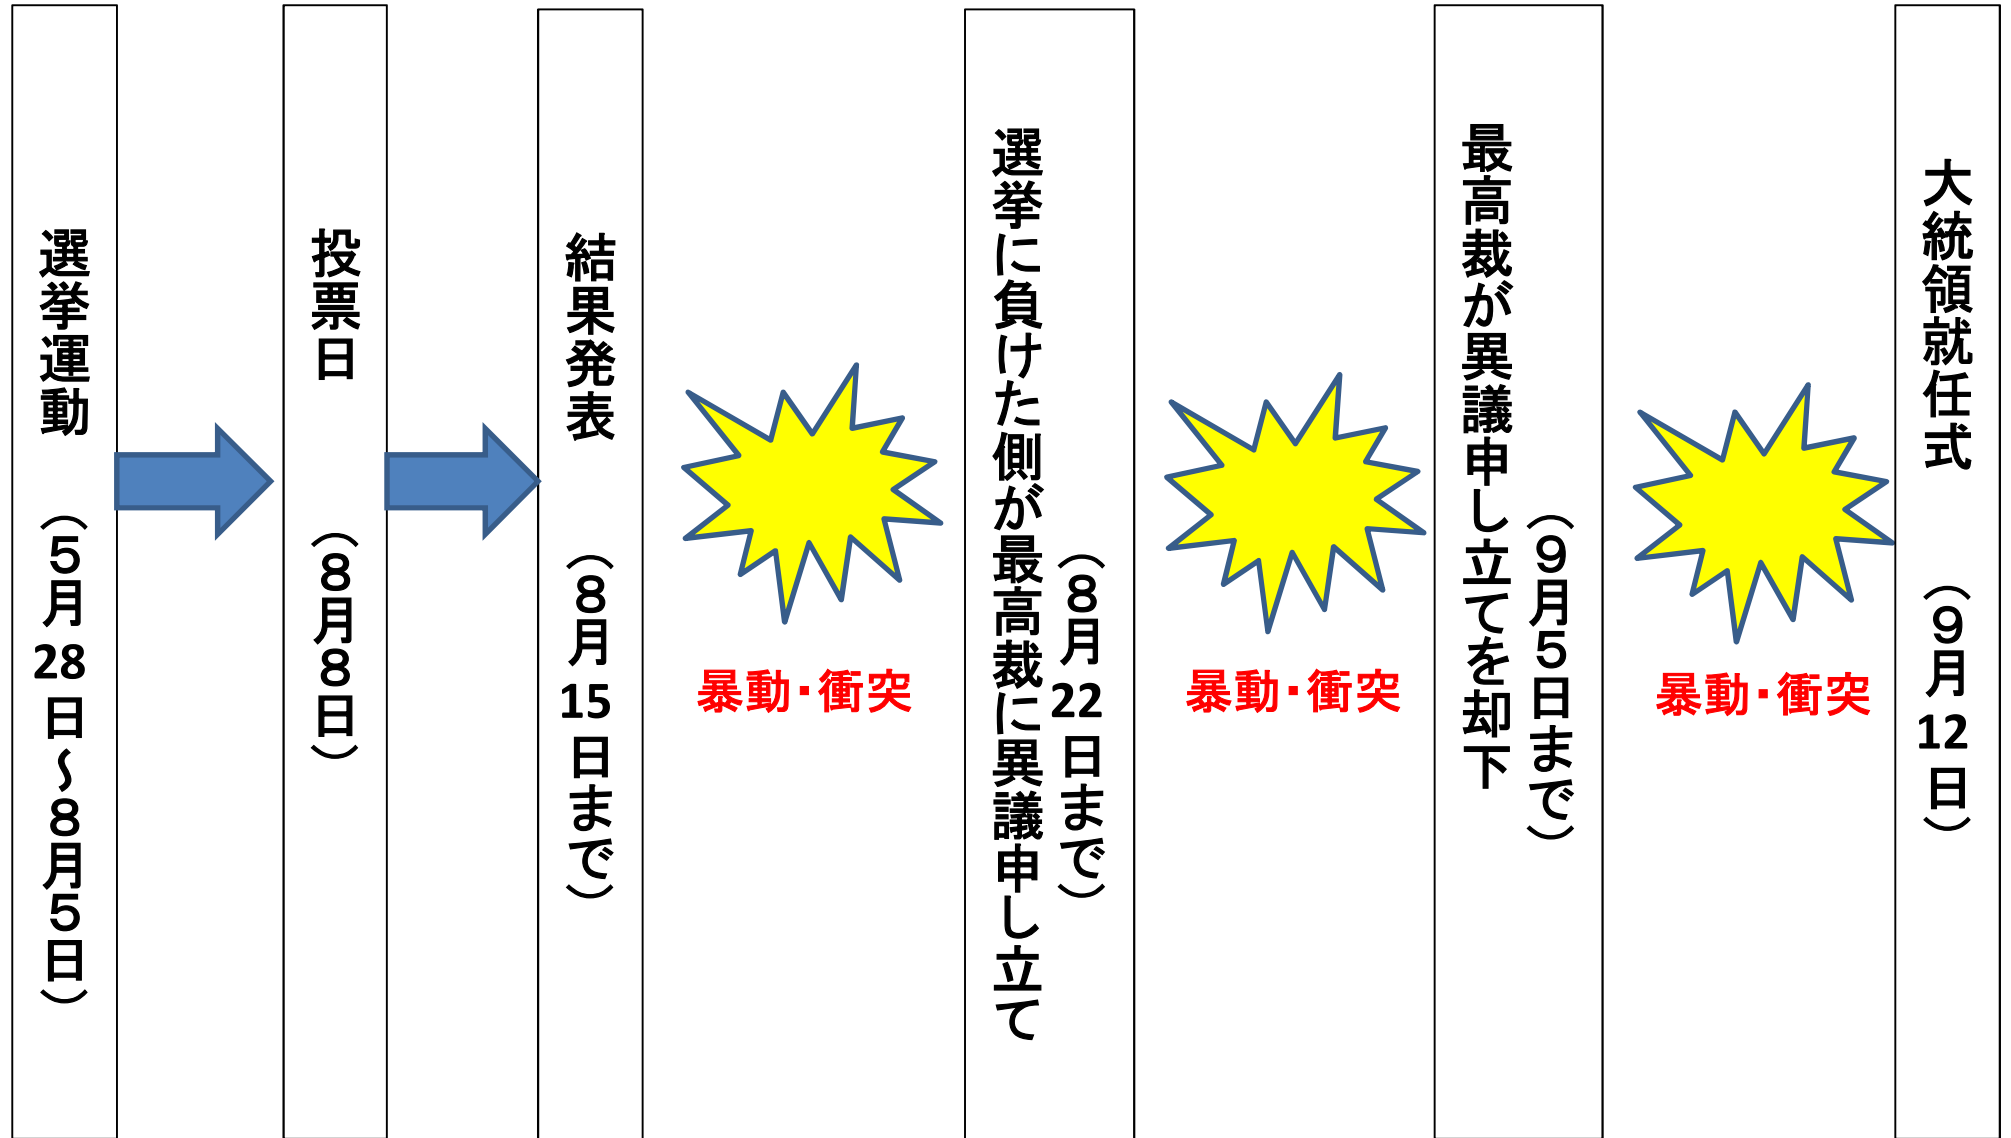 選挙運動 （５月28日～８月５日）
投票日 （８月８日）
結果発表 （８月15日まで）
暴動・衝突
選挙に負けた側が最高裁に異議申し立て
（８月22日まで）
暴動・衝突
最高裁が異議申し立てを却下
（９月５日まで）
暴動・衝突
大統領就任式 （９月12日）